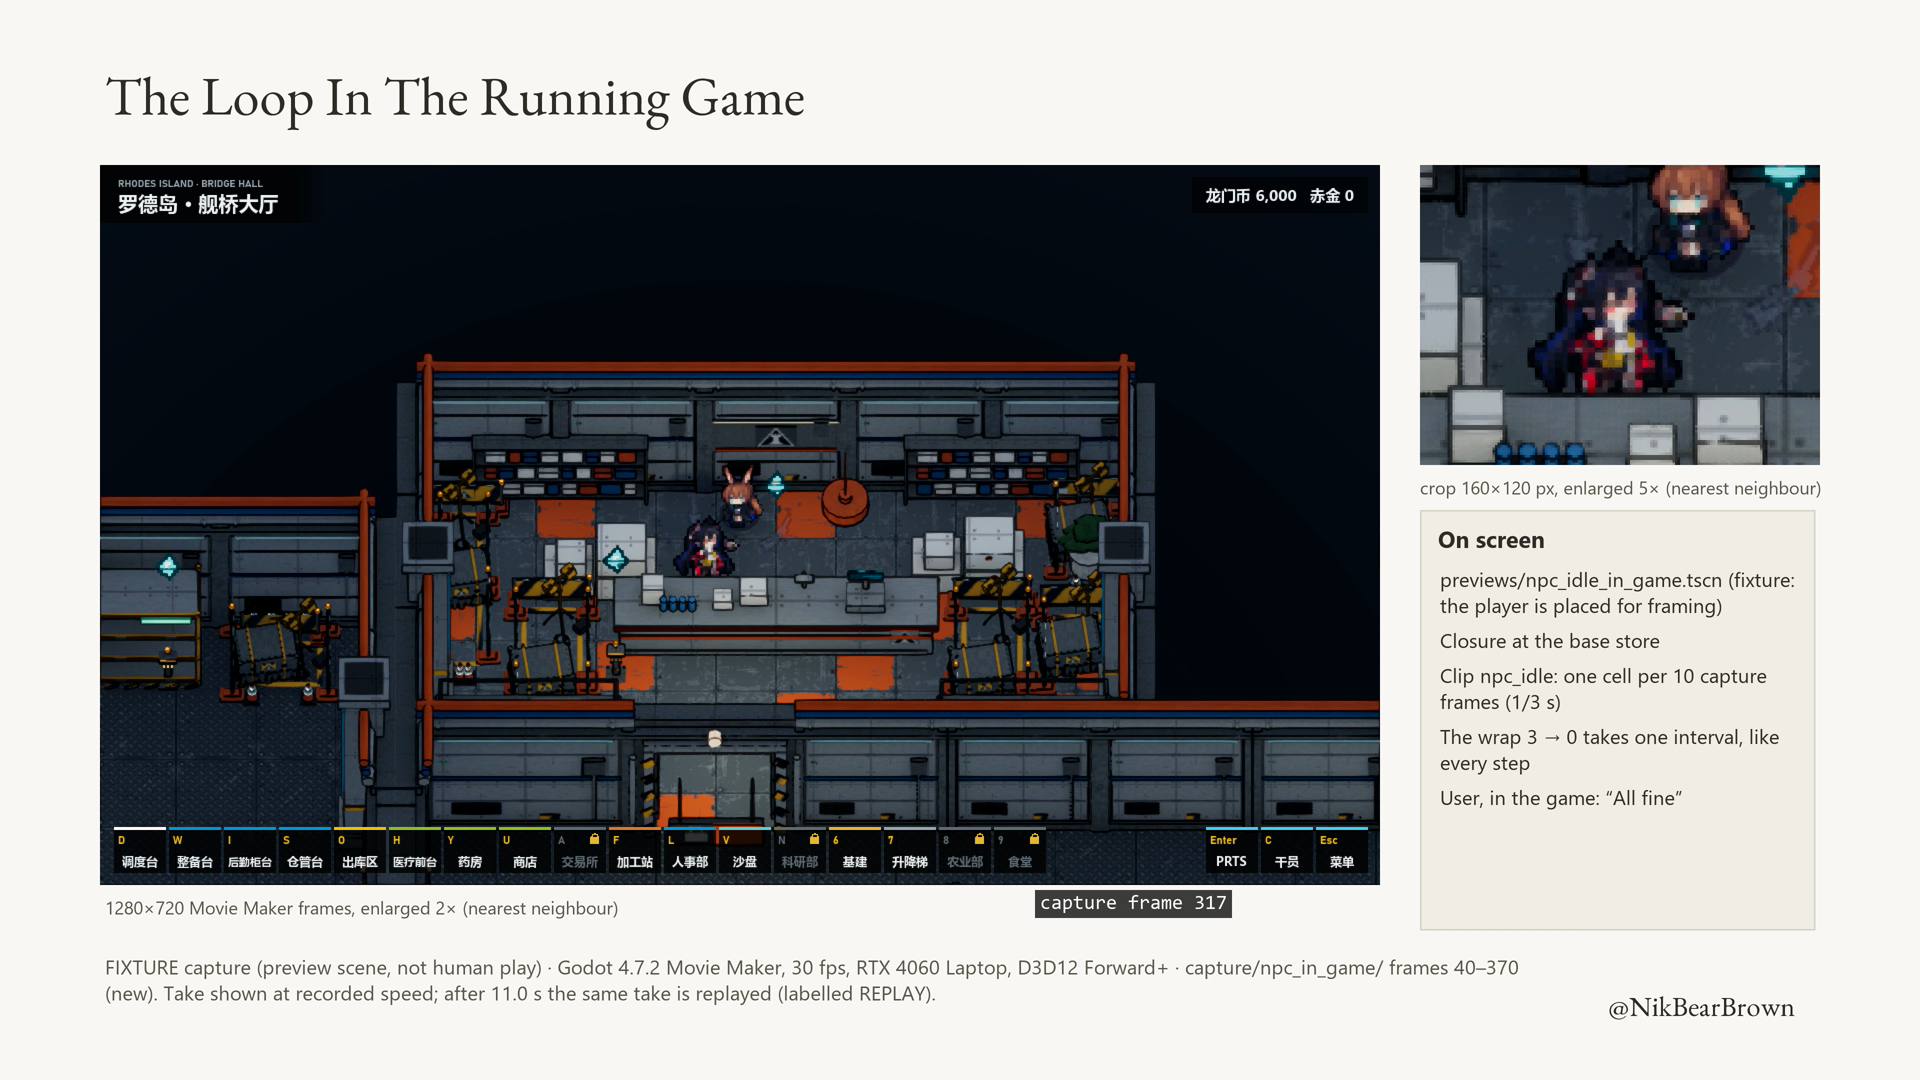 The Loop In The Running Game
RHODES ISLAND · BRIDGE HALL
罗德岛・舰桥大厅
龙门币 6,000 赤金 0
D W I S O H Y U A F L V N 6 7 8 9 Enter C Esc
调度台 整备台 后勤柜台 仓管台 出库区 医疗前台 药房 商店 交易所 加工站 人事部 沙盘 科研部 基建 升降梯 农业部 食堂 PRTS 干员 菜单
1280×720 Movie Maker frames, enlarged 2× (nearest neighbour)
capture frame 317
crop 160×120 px, enlarged 5× (nearest neighbour)
On screen
previews/npc_idle_in_game.tscn (fixture:
the player is placed for framing)
Closure at the base store
Clip npc_idle: one cell per 10 capture
frames (1/3 s)
The wrap 3 → 0 takes one interval, like
every step
User, in the game: “All fine”
FIXTURE capture (preview scene, not human play) · Godot 4.7.2 Movie Maker, 30 fps, RTX 4060 Laptop, D3D12 Forward+ · capture/npc_in_game/ frames 40–370
(new). Take shown at recorded speed; after 11.0 s the same take is replayed (labelled REPLAY).
@NikBearBrown